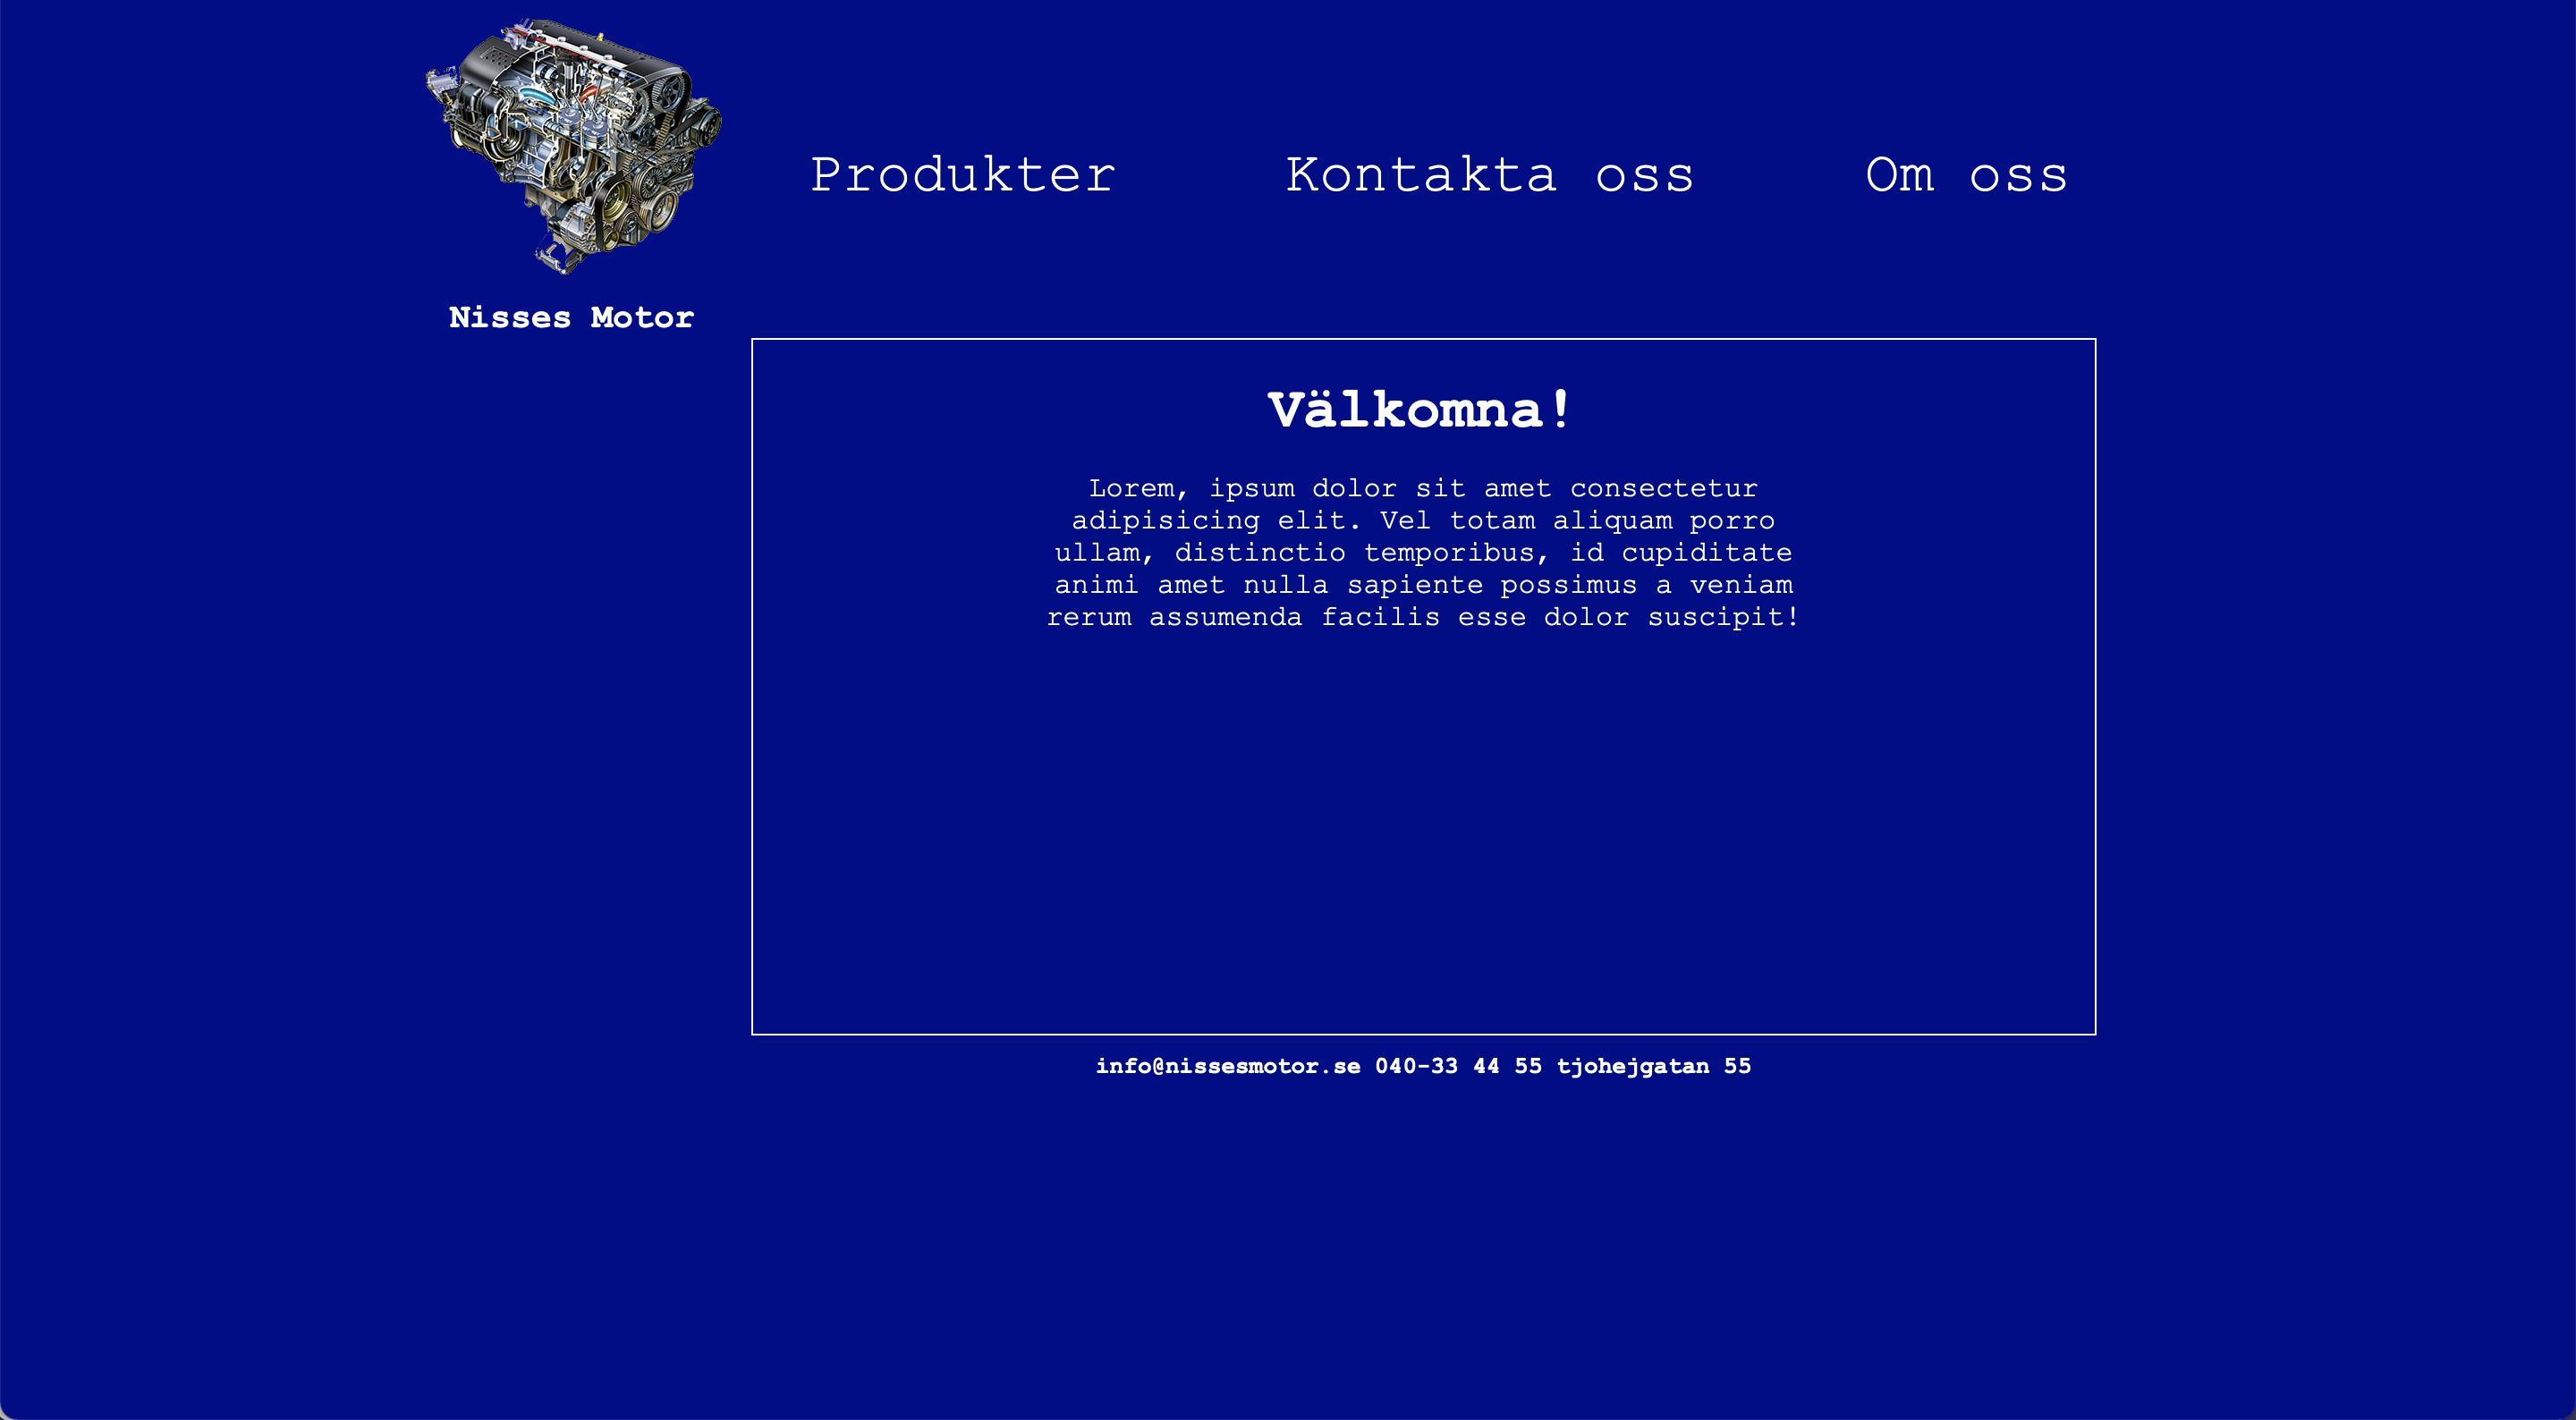 Produkter Kontakta oss Om oss
Nisses Motor
Välkomna!
Lorem, ipsum dolor sit amet consectetur
adipisicing elit. Vel totam aliquam porro
ullam, distinctio temporibus, id cupiditate
animi amet nulla sapiente possimus a veniam
rerum assumenda facilis esse dolor suscipit!
info@nissesmotor.se 040-33 44 55 tjohejgatan 55